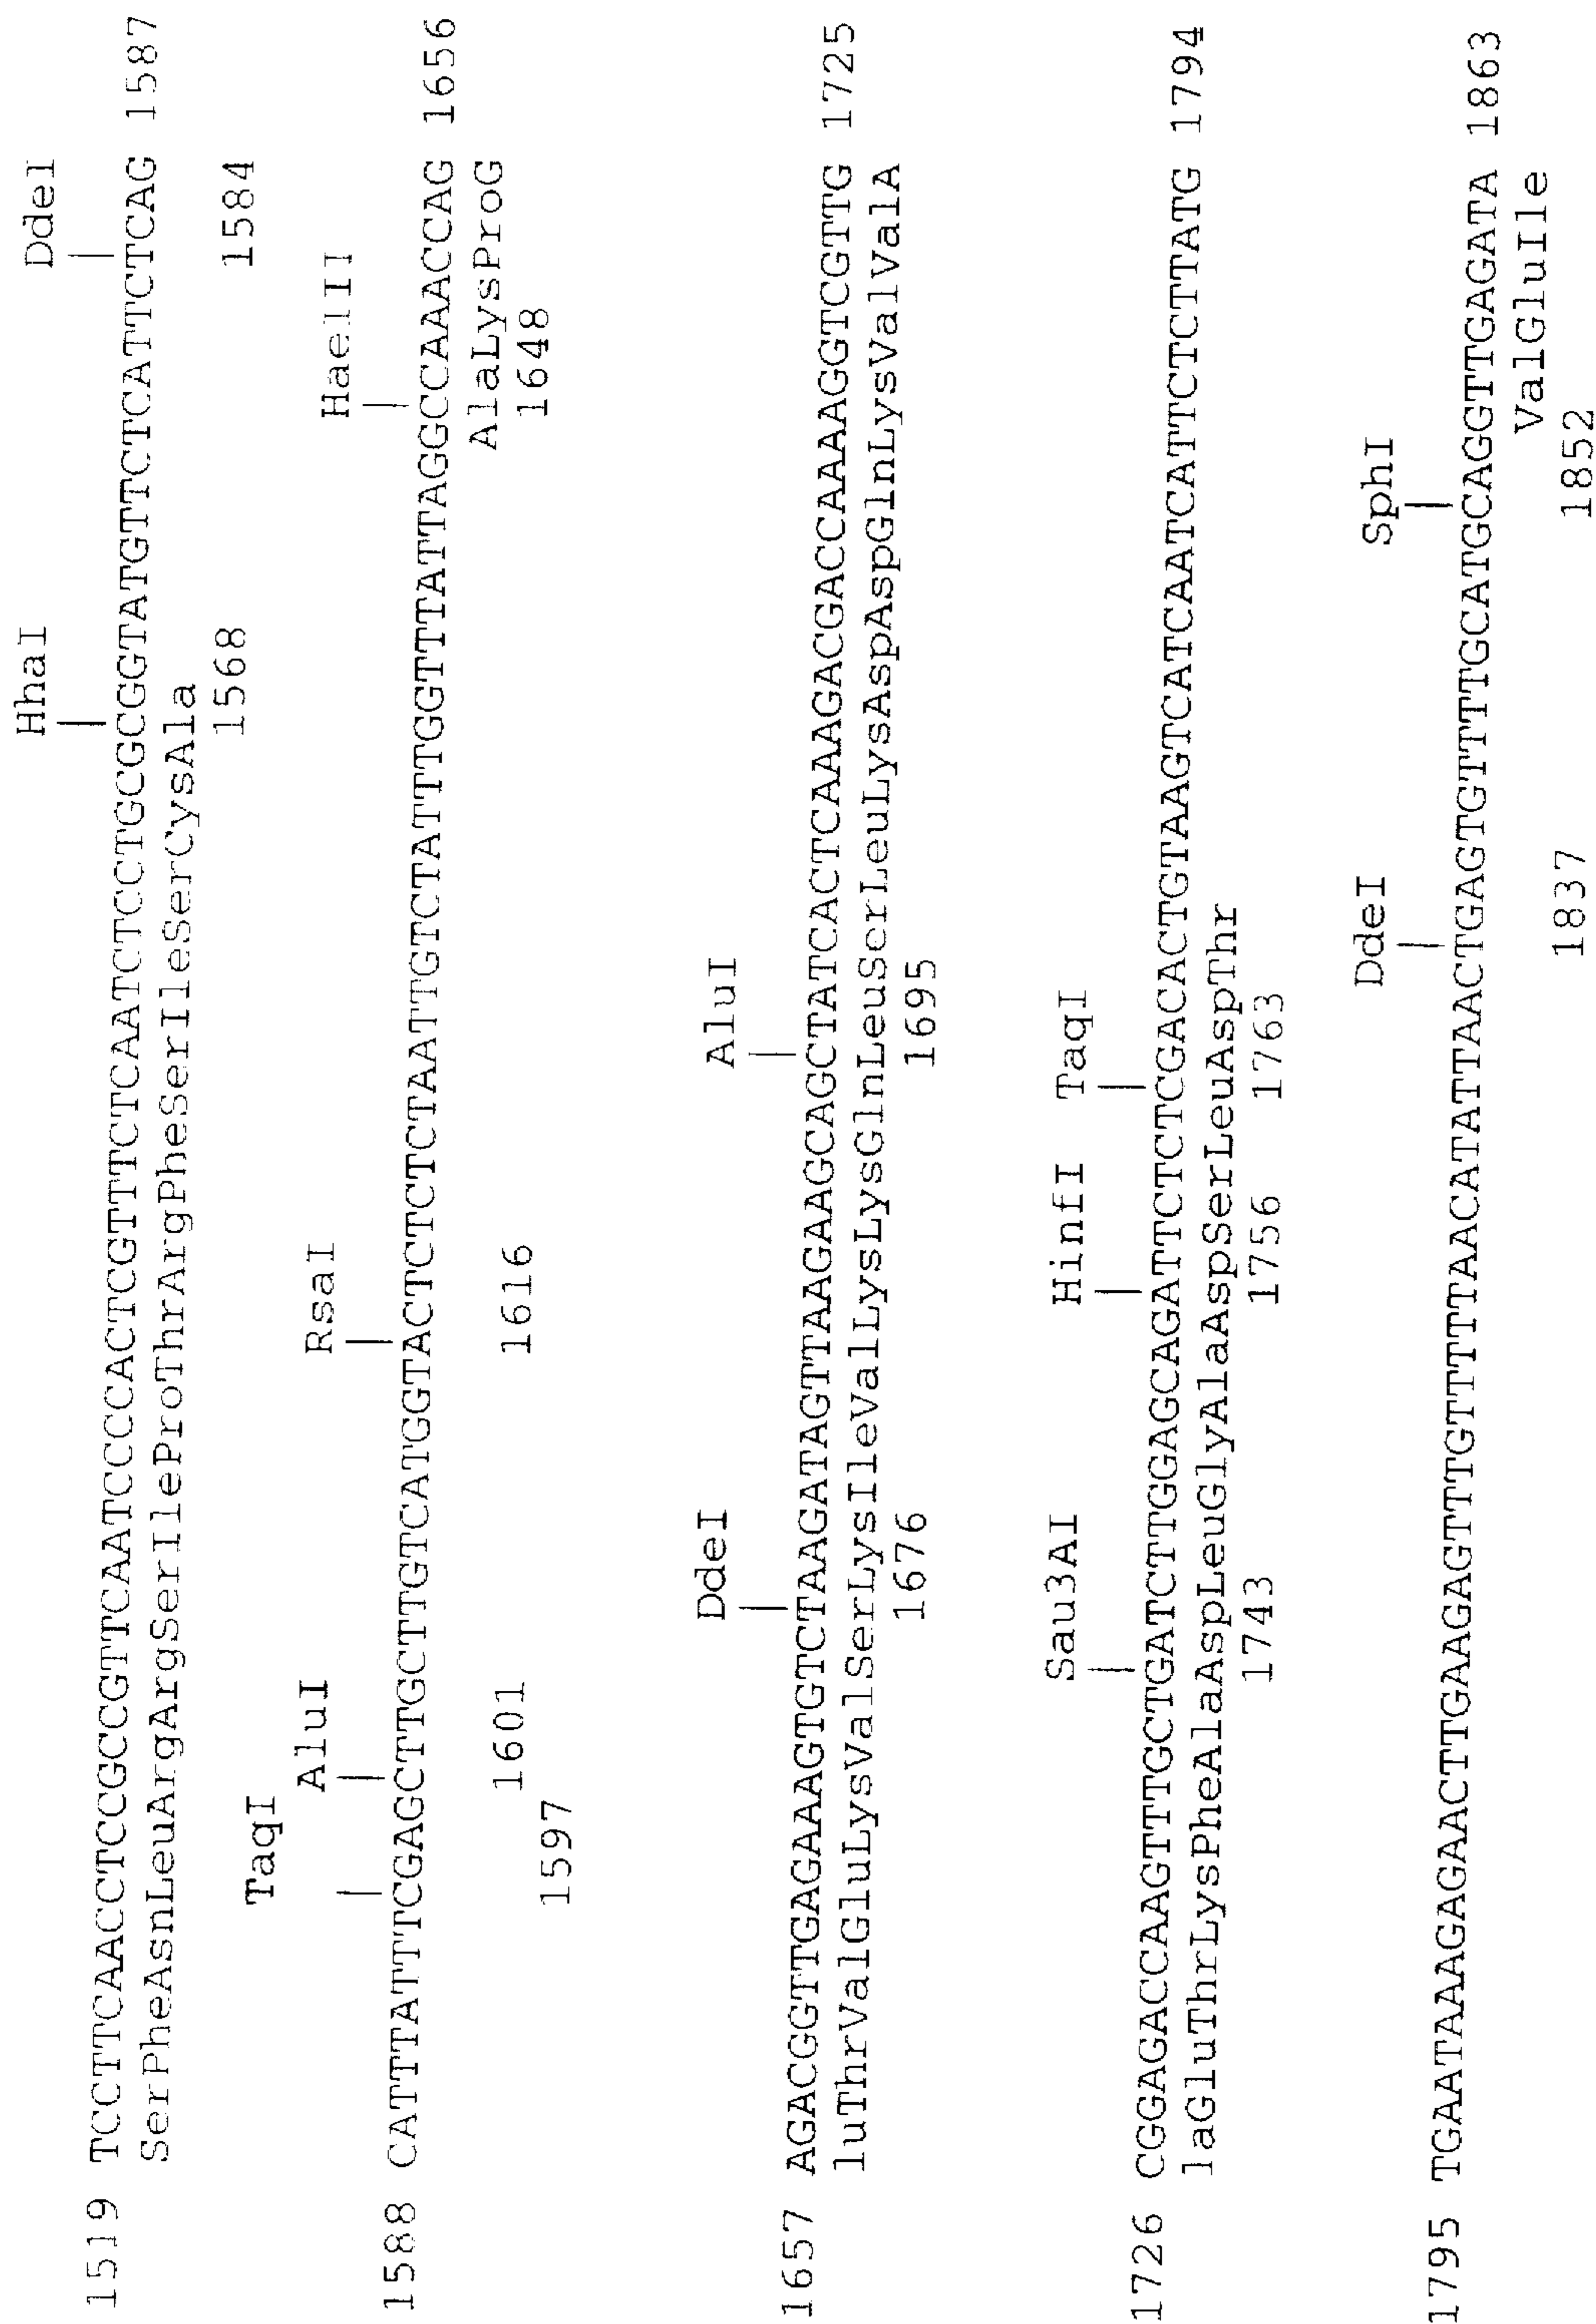 HhaI DdeI
1519 TCCTTCAACCTCCGCCGTTCAATCCCCACTCGTTTCTCAATCTCCTGCGCGGTATGTTCTCATTCTCAG 1587
SerPheAsnLeuArgArgSerIleProThrArgPheSerIleSerCysAla
1568 1584
TaqI AluI RsaI HaeIII
1588 CATTATTTTCGAGCTTGCTTGTCATGGTACTCTCTCTAATTGTCTATTTGGTTTATTAGGCCAAACCAG 1656
AlaLysProG
1601 1616 1648
1597
DdeI AluI
1657 AGACGGTTGAGAAAGTGTCTAAGATAGTTAAGAAGCAGCTATCACTCAAAGACGACCAAAAGGTCGTTG 1725
luThrValGluLysValSerLysIleValLysLysGlnLeuSerLeuLysAspAspGlnLysValValA
1676 1695
Sau3AI HinfI TaqI
1726 CGGAGACCAAGTTTGCTGATCTTGGAGCAGATTCTCTCGACACTGTAAGTCATCAATCATTCTCTTATG 1794
laGluThrLysPheAlaAspLeuGlyAlaAspSerLeuAspThr
1743 1756 1763
DdeI SphI
1795 TGAATAAAGAGAACTTGAAGAGTTTGTTTTTAACATATTAACTGAGTGTTTTGCATGCAGGTTGAGATA 1863
ValGluIle
1837 1852